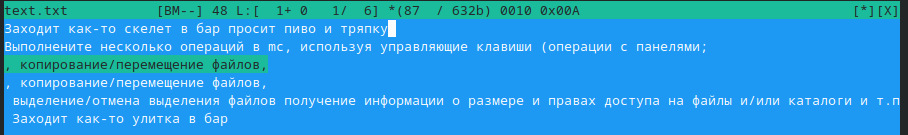 text.txt [BM--] 48 L:[ 1+ 0 1/ 6] *(87 / 632b) 0010 0x00A [*][X]
Заходит как-то скелет в бар просит пиво и тряпку
Выполните несколько операций в mc, используя управляющие клавиши (операции с панелями;
, копирование/перемещение файлов,
, копирование/перемещение файлов,
выделение/отмена выделения файлов получение информации о размере и правах доступа на файлы и/или каталоги и т.п
Заходит как-то улитка в бар